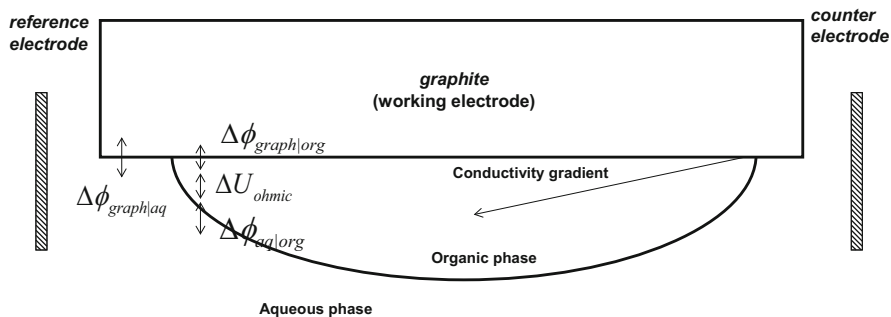 reference
electrode
counter
electrode
graphite
(working electrode)
Δϕgraph|org
Conductivity gradient
Δϕgraph|aq
ΔUohmic
Δϕaq|org
Organic phase
Aqueous phase